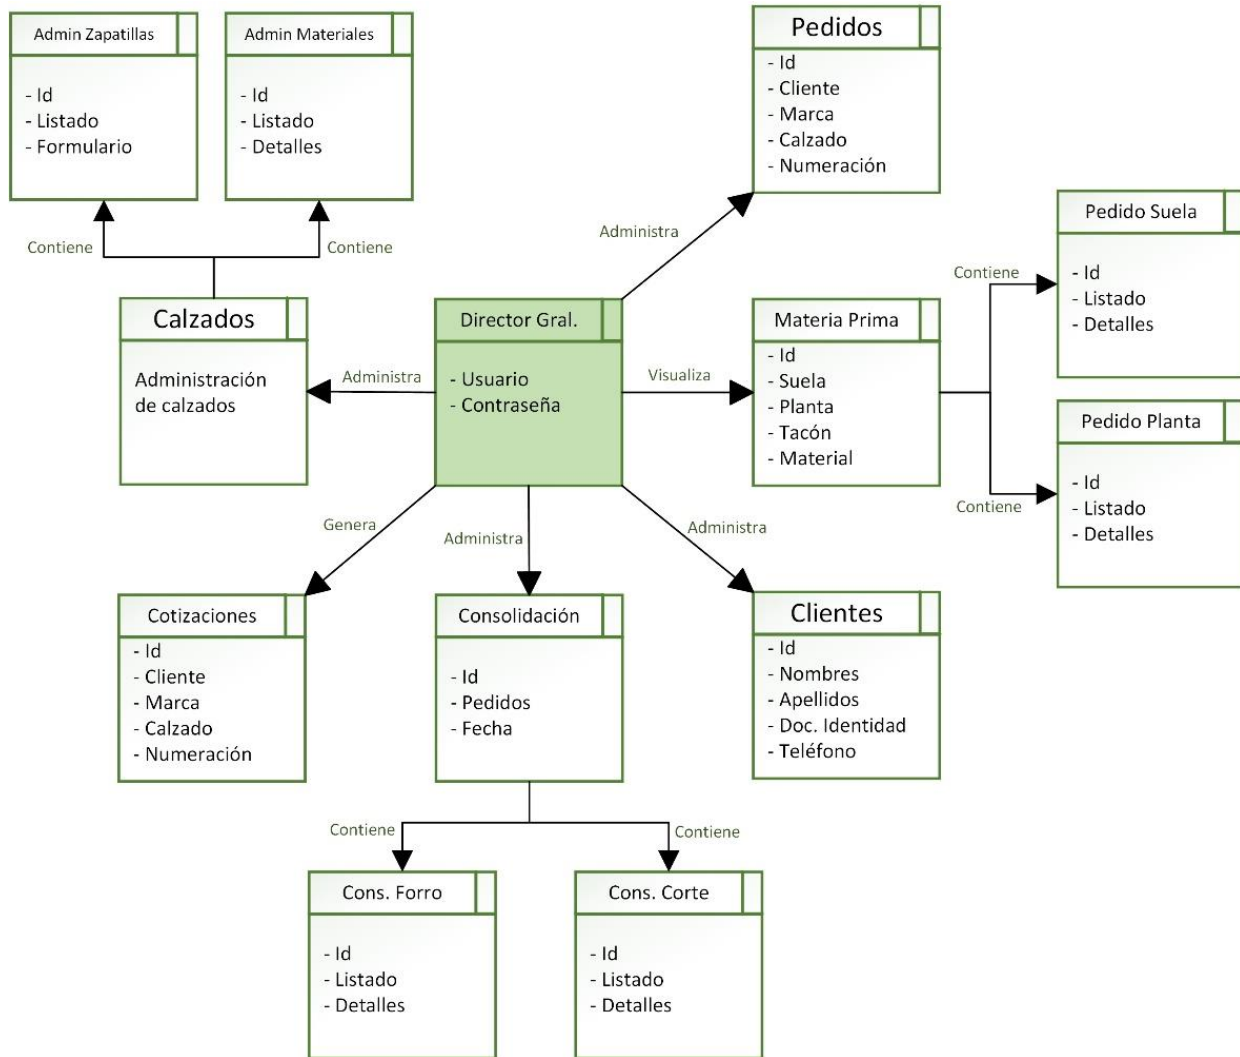 Admin Zapatillas
- Id
- Listado
- Formulario
Admin Materiales
- Id
- Listado
- Detalles
Pedidos
- Id
- Cliente
- Marca
- Calzado
- Numeración
Contiene
Contiene
Administra
Pedido Suela
- Id
- Listado
- Detalles
Contiene
Calzados
Administración
de calzados
Administra
Director Gral.
- Usuario
- Contraseña
Visualiza
Materia Prima
- Id
- Suela
- Planta
- Tacón
- Material
Pedido Planta
- Id
- Listado
- Detalles
Contiene
Genera
Administra
Administra
Cotizaciones
- Id
- Cliente
- Marca
- Calzado
- Numeración
Consolidación
- Id
- Pedidos
- Fecha
Clientes
- Id
- Nombres
- Apellidos
- Doc. Identidad
- Teléfono
Contiene
Contiene
Cons. Forro
- Id
- Listado
- Detalles
Cons. Corte
- Id
- Listado
- Detalles